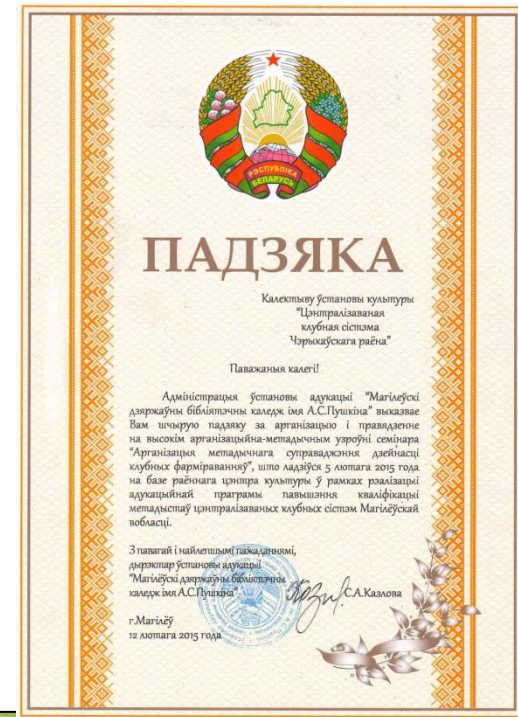 РЭСПУБЛІКА
БЕЛАРУСЬ
ПАДЗЯКА
Калектыву ўстановы культуры
“Цэнтралізаваная
клубная сістэма
Чэрыкаўскага раёна”
Паважаныя калегі!
Адміністрацыя ўстановы адукацыі “Магілеўскі
дзяржаўны бібліятэчны каледж імя А.С.Пушкіна” выказвае
Вам шчырую падзяку за арганізацыю і правядзенне
на высокім арганізацыйна-метадычным узроўні семінара
“Арганізацыя метадычнага суправаджэння дзейнасці
клубных фарміраванняў”, што ладзіўся 5 лютага 2015 года
на базе раённага цэнтра культуры ў рамках рэалізацыі
адукацыйнай праграмы павышэння кваліфікацыі
метадыстаў цэнтралізаваных клубных сістэм Магілёўскай
вобласці.
З павагай і найлепшымі пажаданнямі,
дырэктар ўстановы адукацыі
“Магілёўскі дзяржаўны бібліятэчны
каледж імя А.С.Пушкіна” С.А.Казлова
г.Магілёў
12 лютага 2015 года